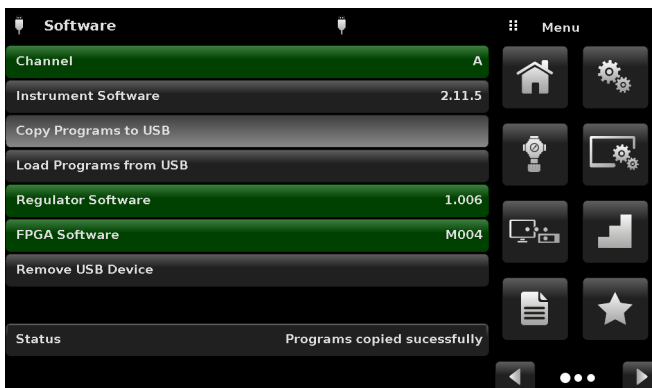 Software
Menu
Channel A
Instrument Software 2.11.5
Copy Programs to USB
Load Programs from USB
Regulator Software 1.006
FPGA Software M004
Remove USB Device
Status Programs copied sucessfully